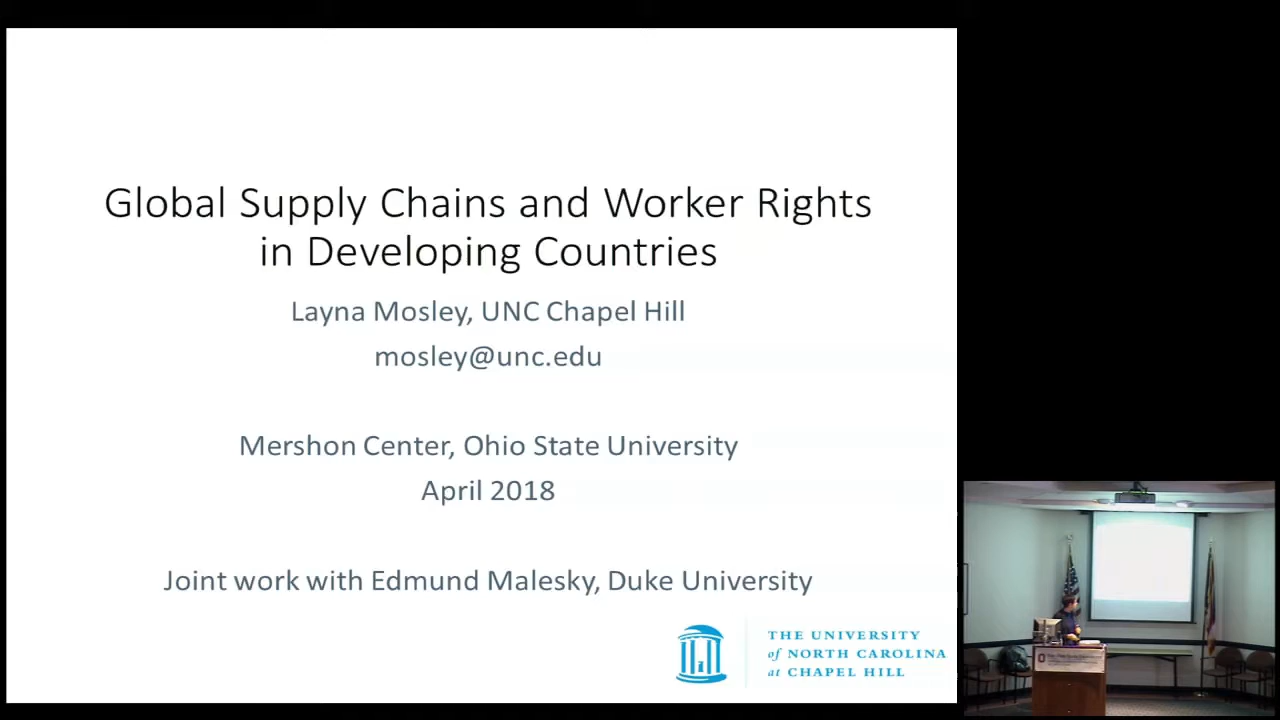 Global Supply Chains and Worker Rights
in Developing Countries
Layna Mosley, UNC Chapel Hill
mosley@unc.edu
Mershon Center, Ohio State University
April 2018
Joint work with Edmund Malesky, Duke University
THE UNIVERSITY
of NORTH CAROLINA
at CHAPEL HILL